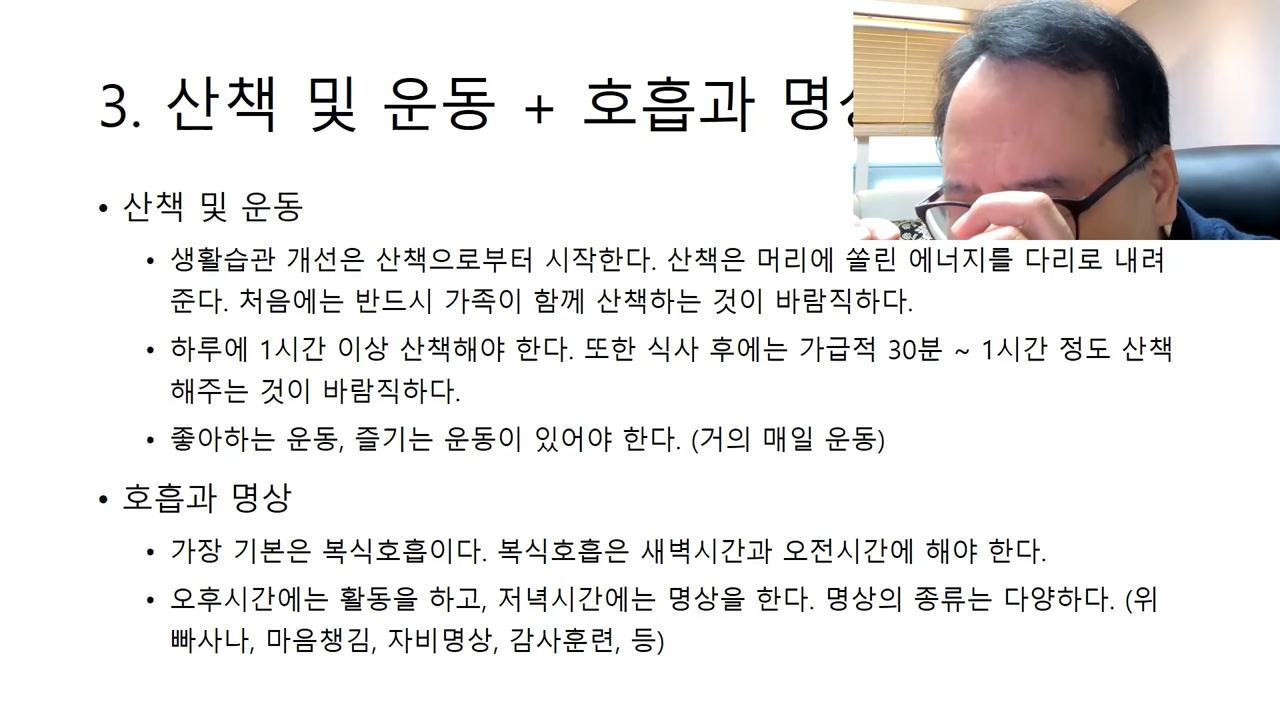 3. 산책 및 운동 + 호흡과
• 산책 및 운동
• 생활습관 개선은 산책으로부터 시작한다. 산책은 머리에 쏠린 에너지를 다리로 내려
준다. 처음에는 반드시 가족이 함께 산책하는 것이 바람직하다.
• 하루에 1시간 이상 산책해야 한다. 또한 식사 후에는 가급적 30분 ~ 1시간 정도 산책
해주는 것이 바람직하다.
• 좋아하는 운동, 즐기는 운동이 있어야 한다. (거의 매일 운동)
• 호흡과 명상
• 가장 기본은 복식호흡이다. 복식호흡은 새벽시간과 오전시간에 해야 한다.
• 오후시간에는 활동을 하고, 저녁시간에는 명상을 한다. 명상의 종류는 다양하다. (위
빠사나, 마음챙김, 자비명상, 감사훈련, 등)